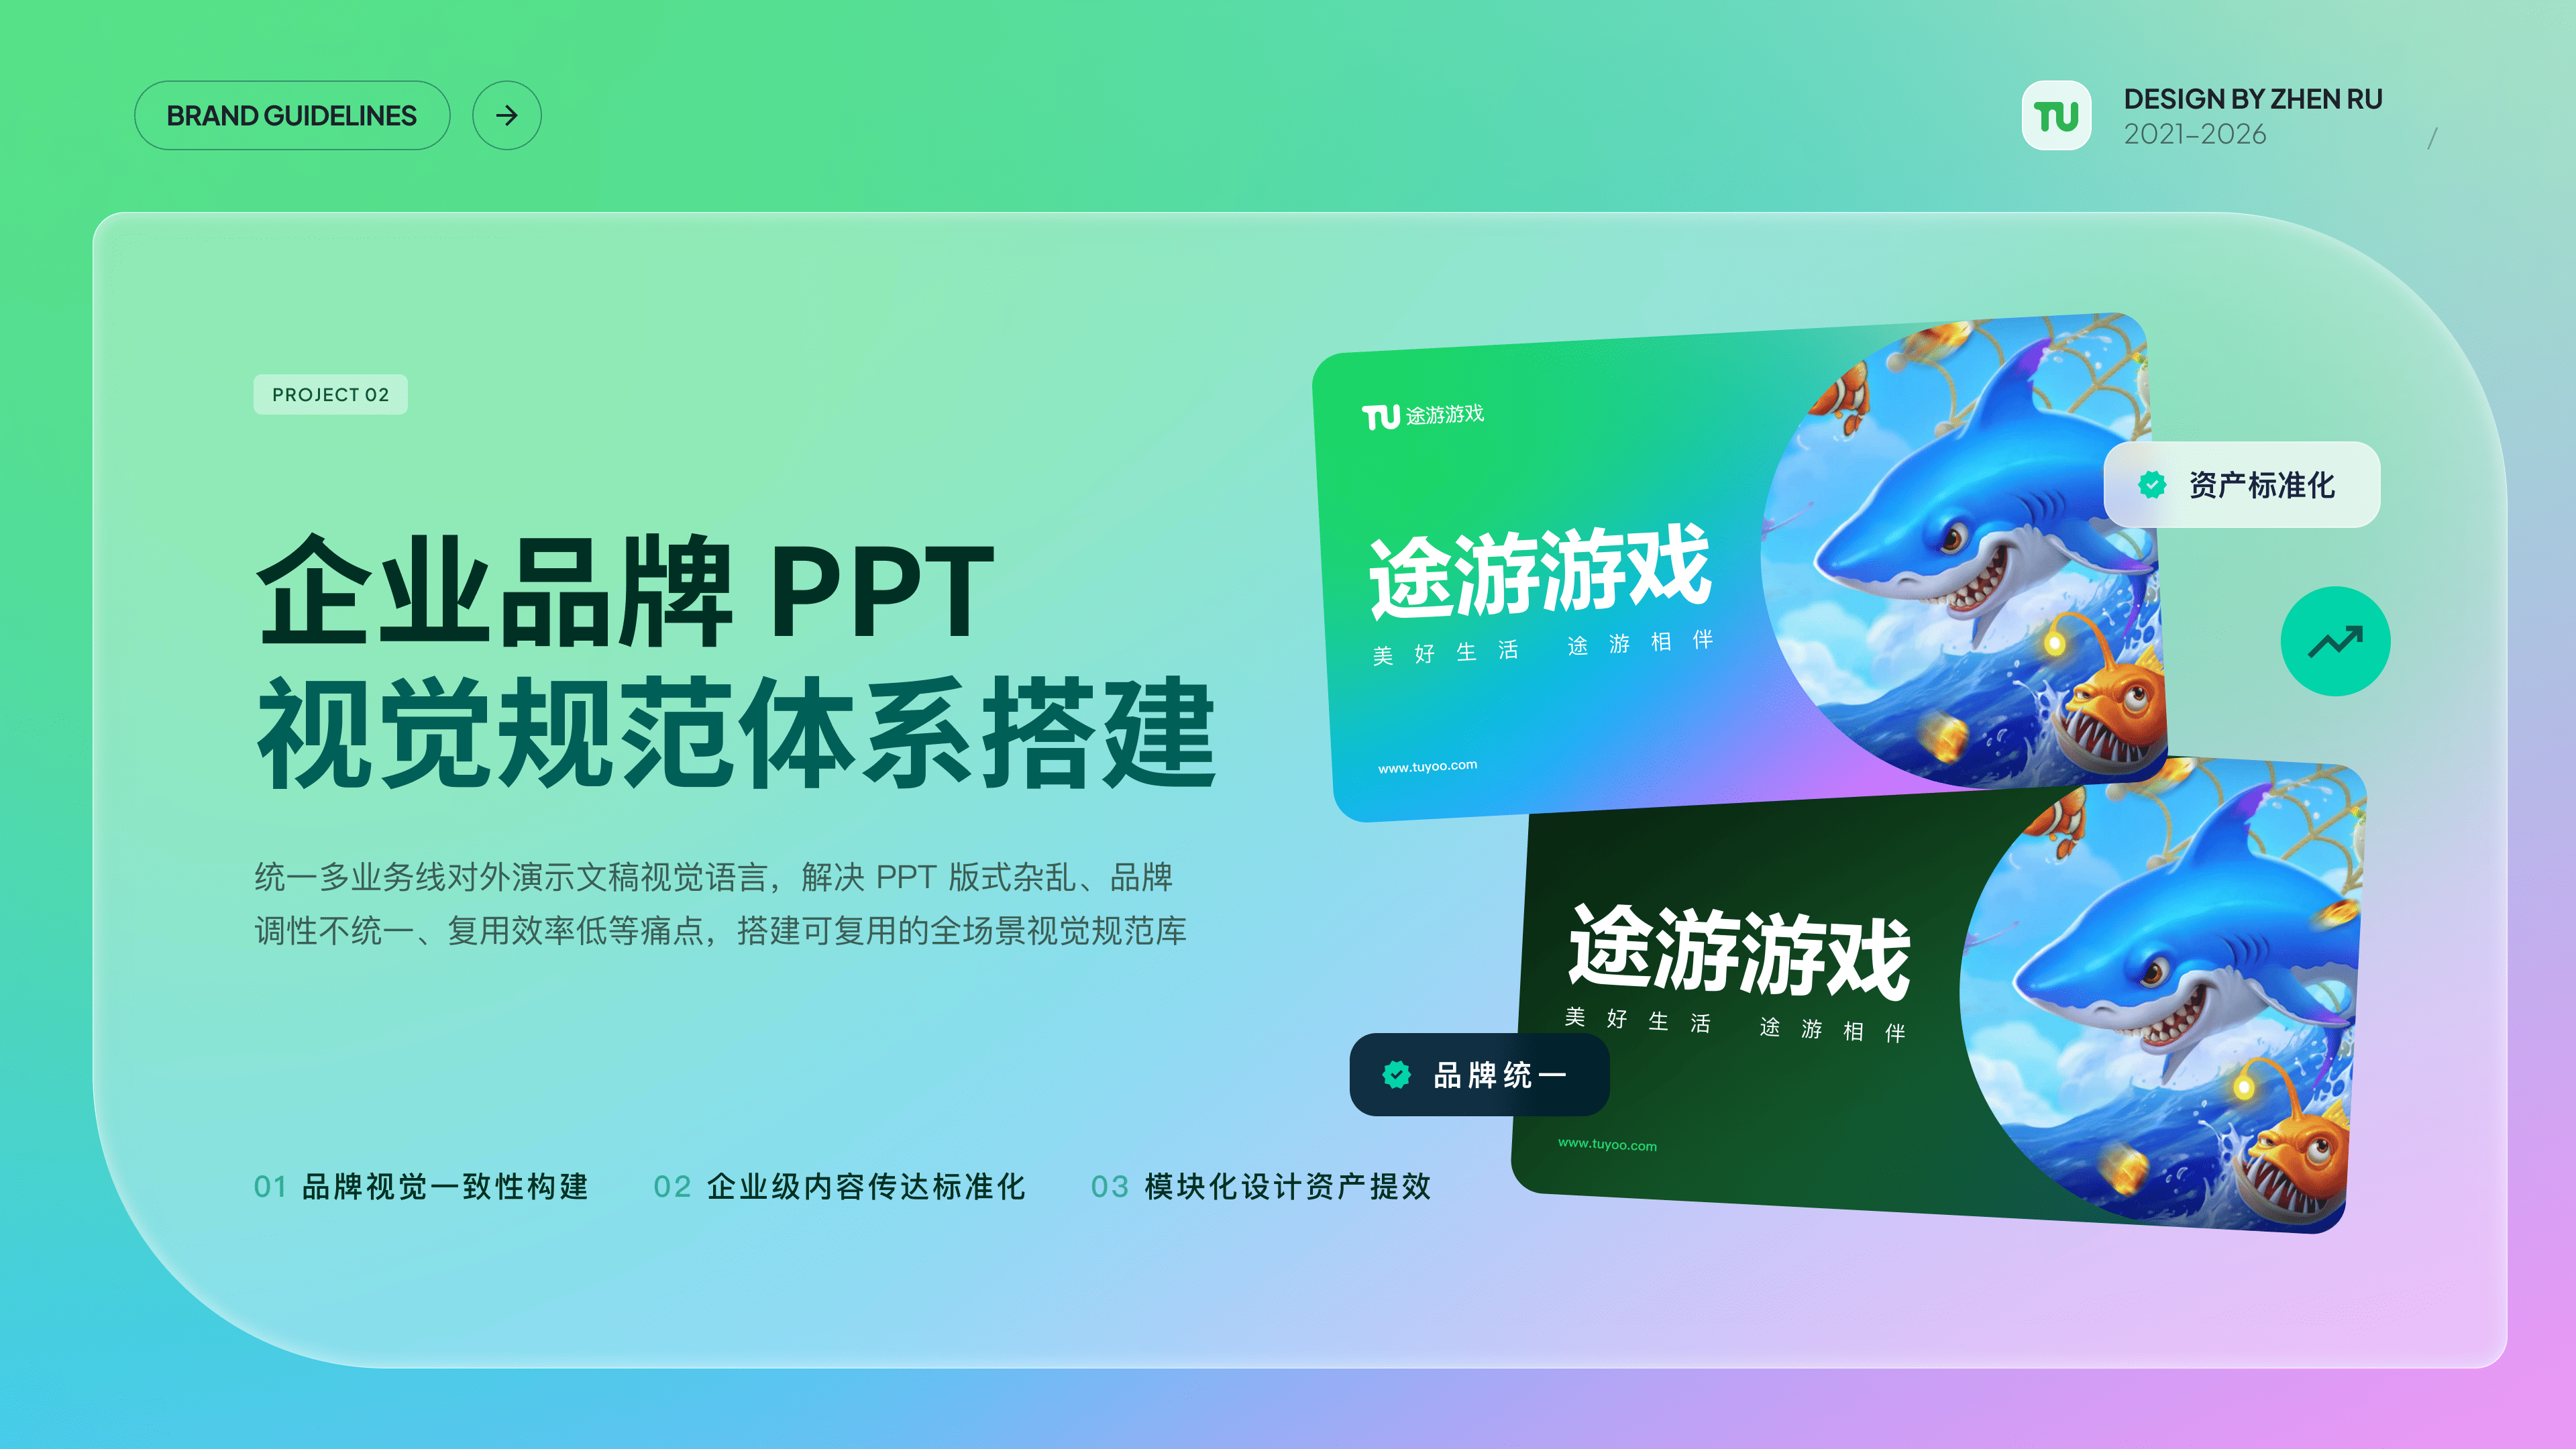 BRAND GUIDELINES
TU
DESIGN BY ZHEN RU
2021–2026
/
PROJECT 02
企业品牌 PPT
视觉规范体系搭建
统一多业务线对外演示文稿视觉语言，解决 PPT 版式杂乱、品牌
调性不统一、复用效率低等痛点，搭建可复用的全场景视觉规范库
01 品牌视觉一致性构建
02 企业级内容传达标准化
03 模块化设计资产提效
TU 途游游戏
途游游戏
美好生活 途游相伴
www.tuyoo.com
资产标准化
途游游戏
美好生活 途游相伴
品牌统一
www.tuyoo.com